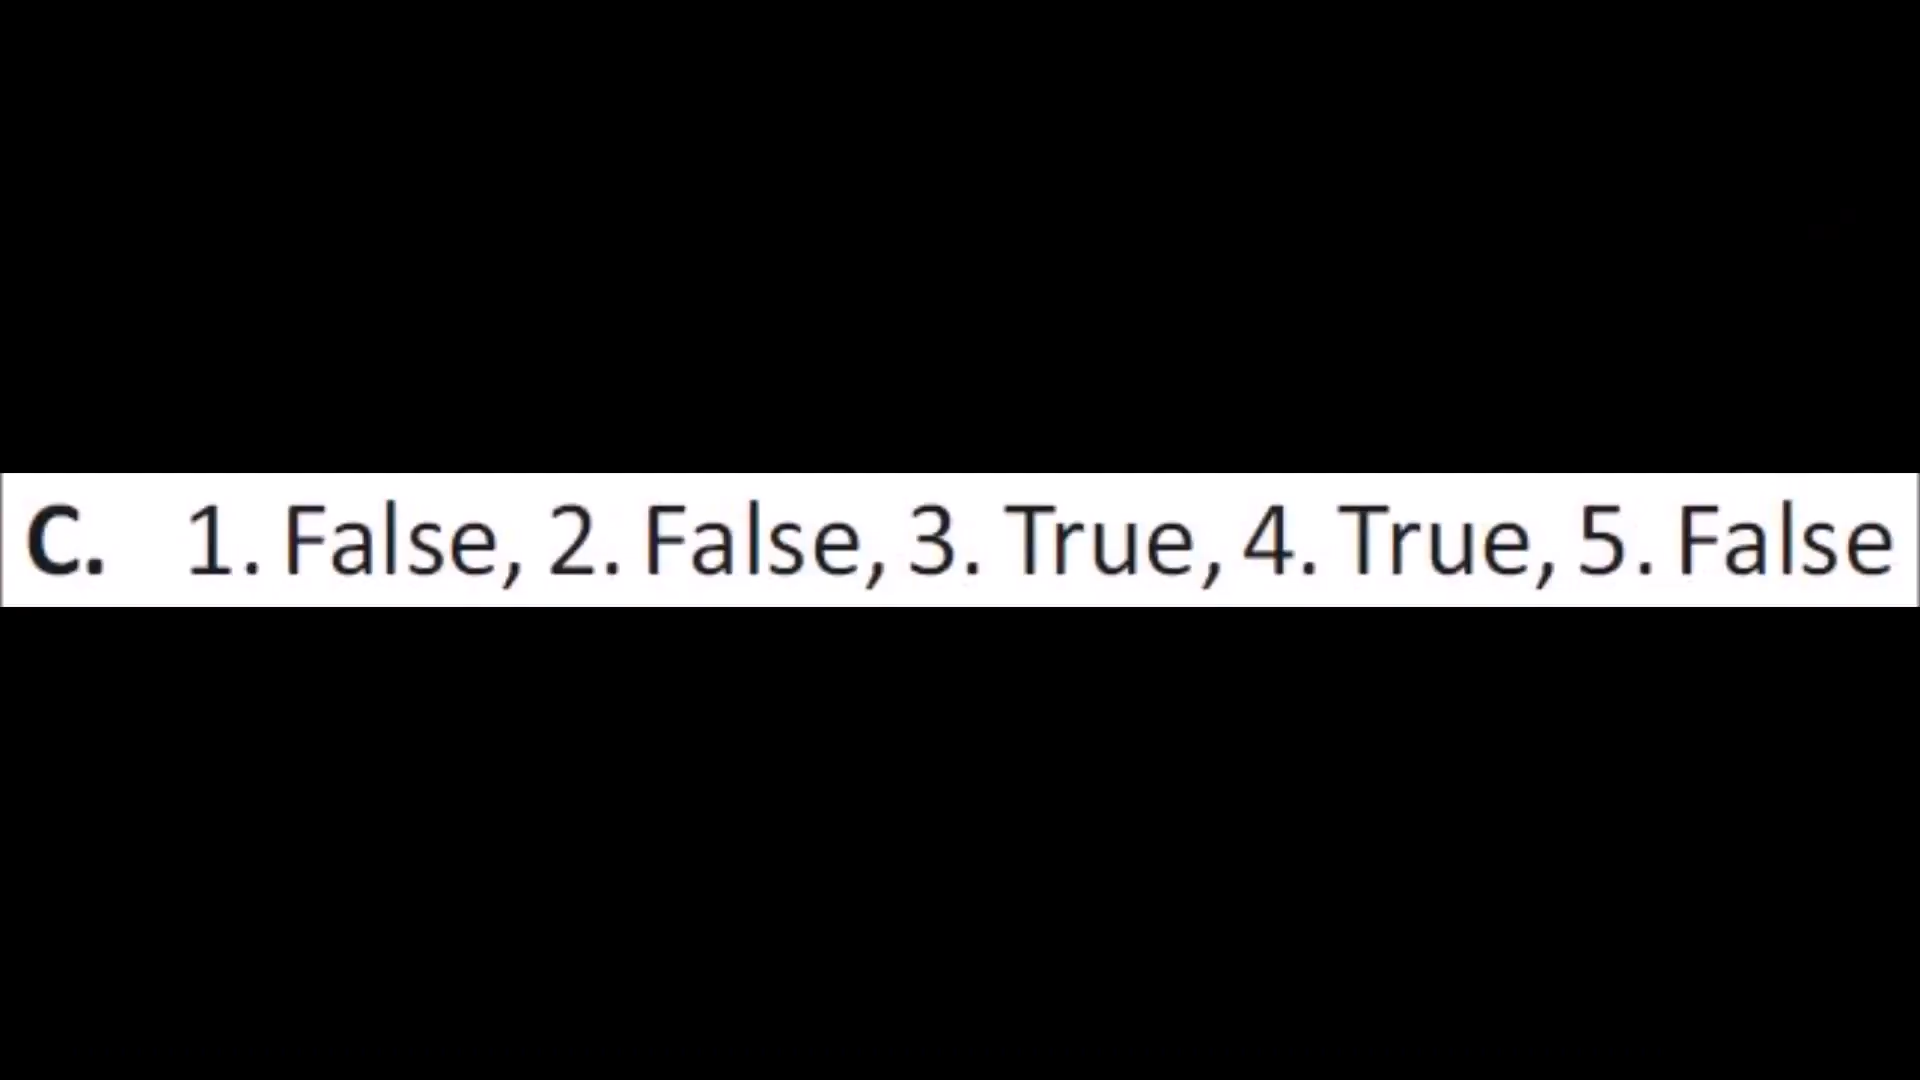 C. 1. False, 2. False, 3. True, 4. True, 5. False